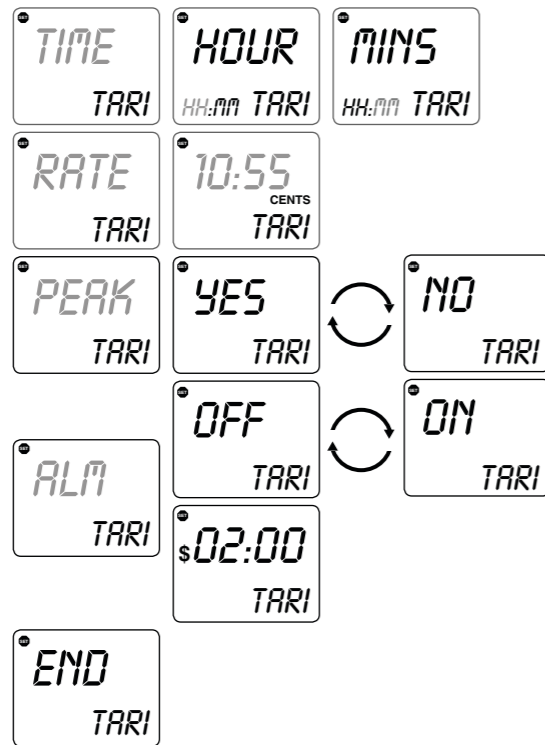 SET
TIME
TARI
SET
HOUR
HH:MM TARI
SET
MINS
HH:MM TARI
SET
RATE
TARI
SET
10:55
CENTS
TARI
SET
PEAK
TARI
SET
YES
TARI
SET
NO
TARI
SET
OFF
TARI
SET
ON
TARI
SET
ALM
TARI
SET
$02:00
TARI
SET
END
TARI